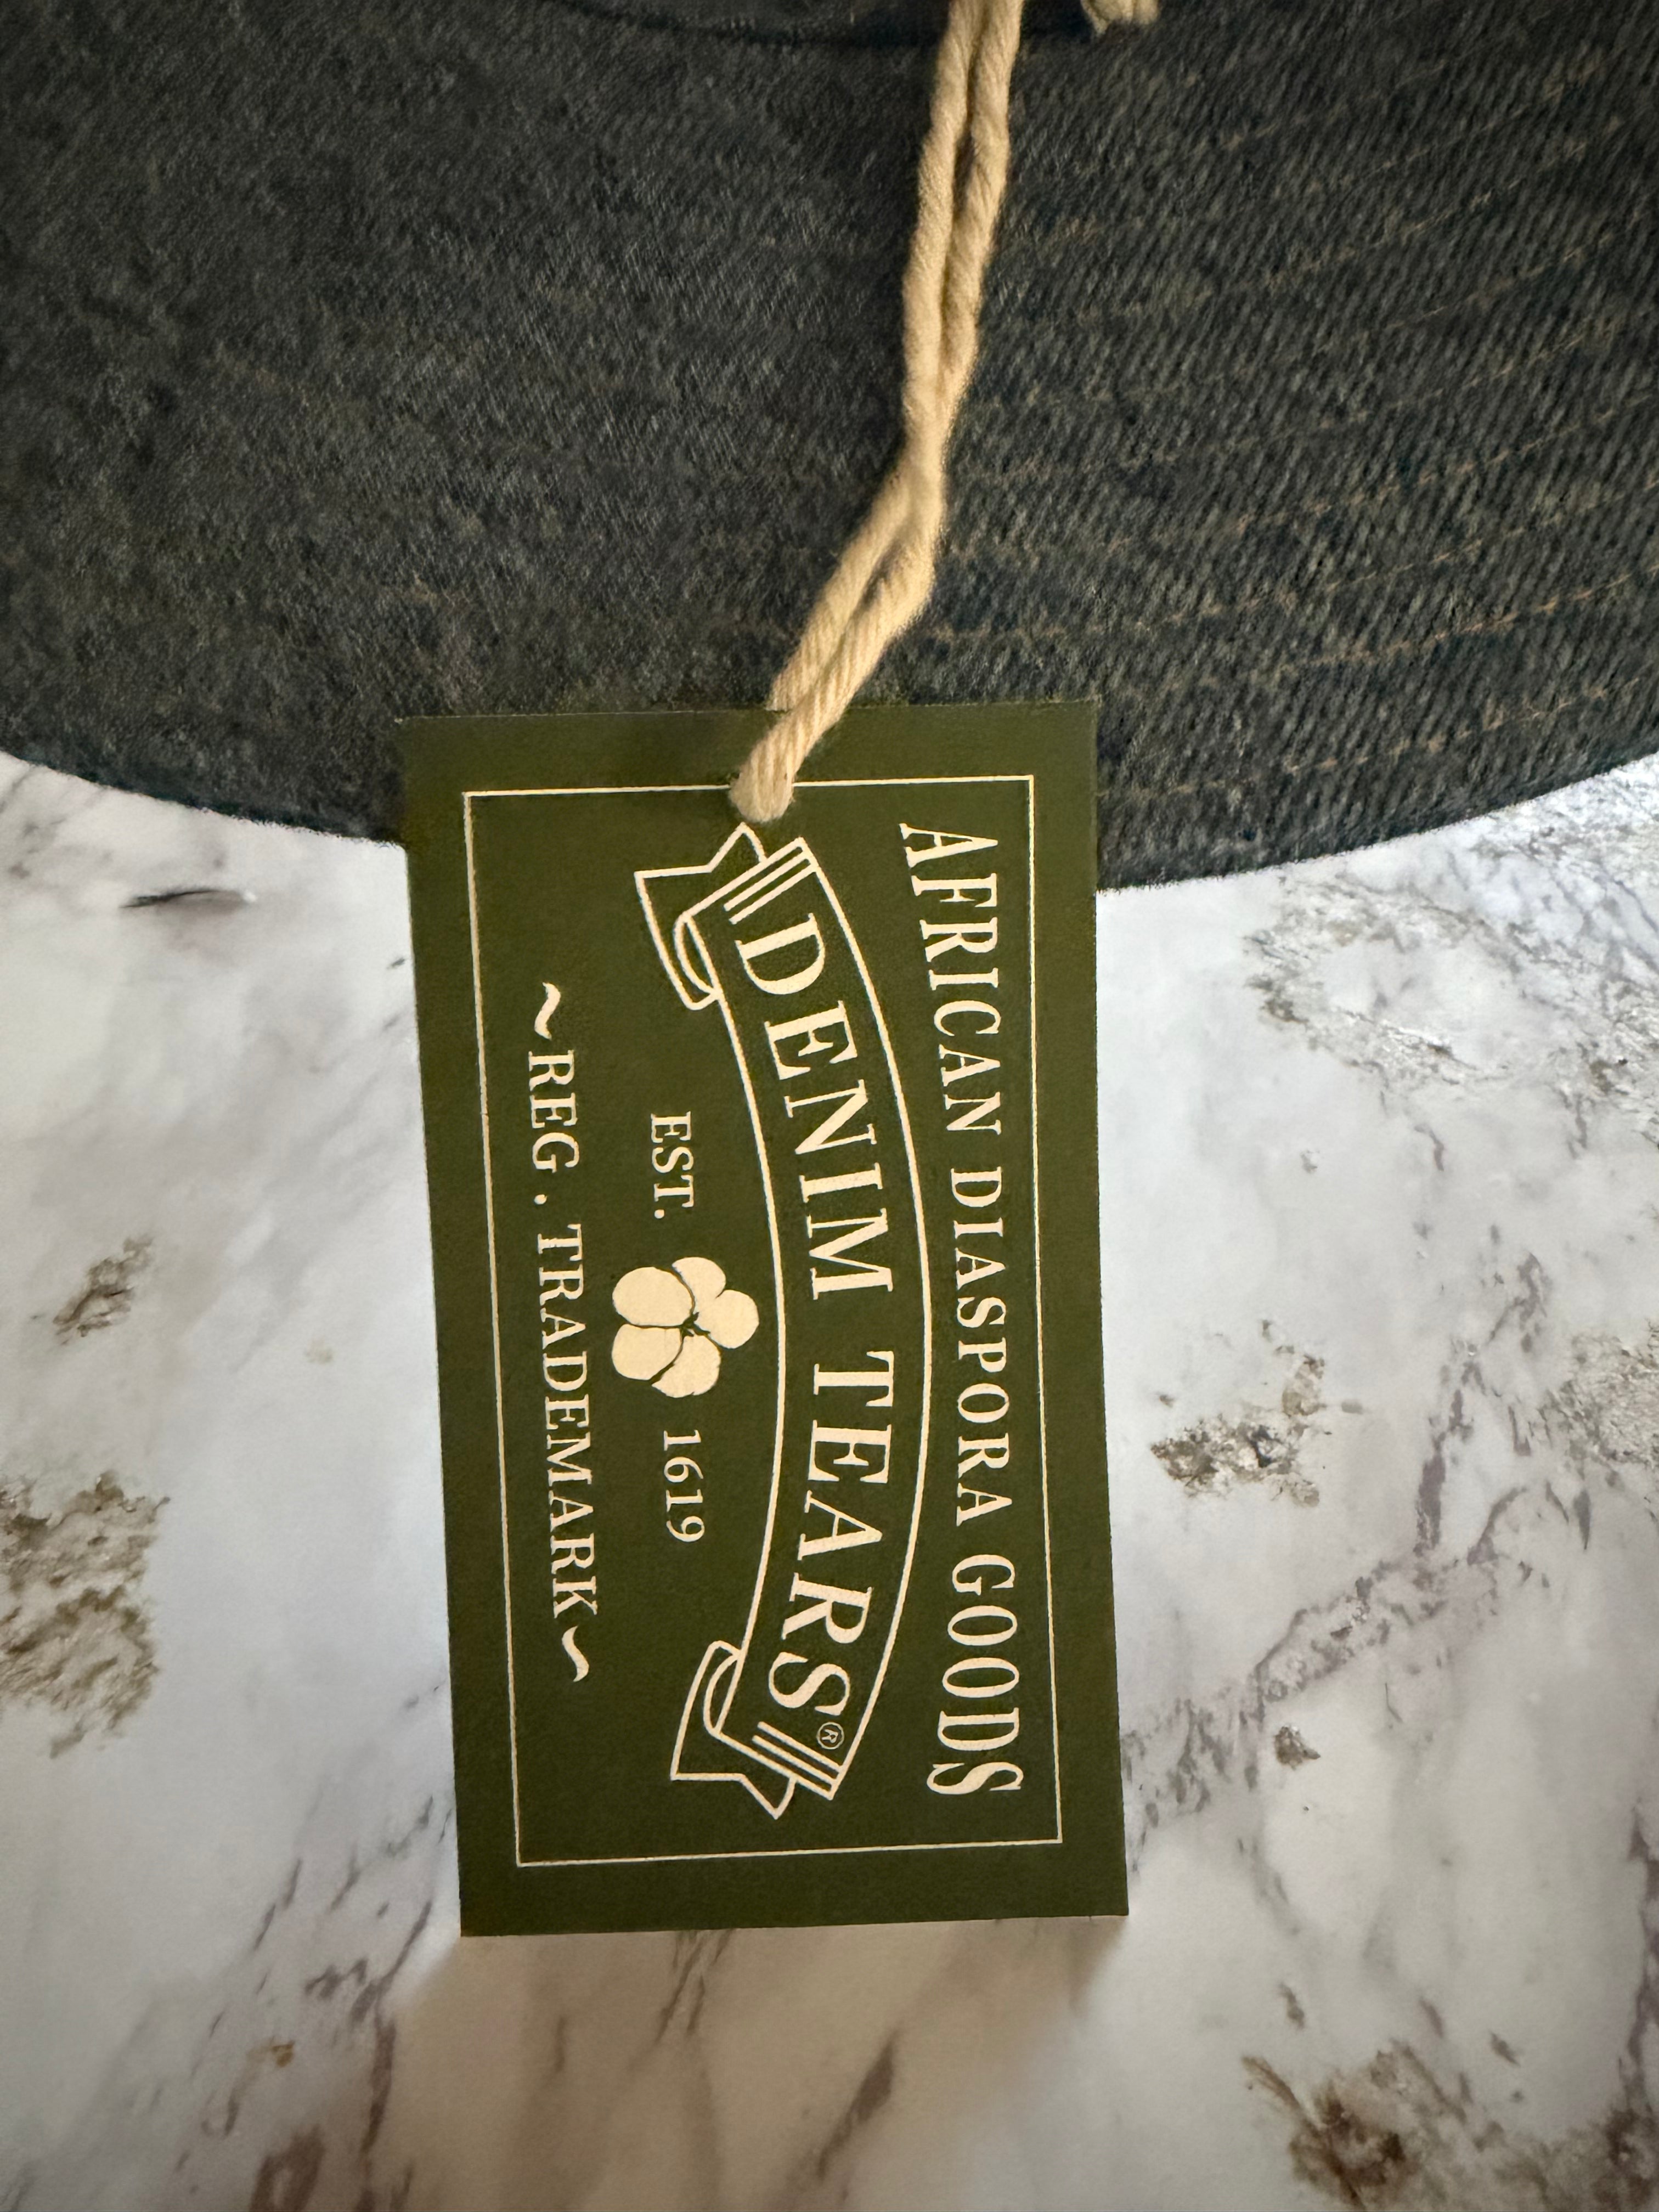 AFRICAN DIASPORA GOODS
DENIM TEARS®
EST. 1619
~REG. TRADEMARK~